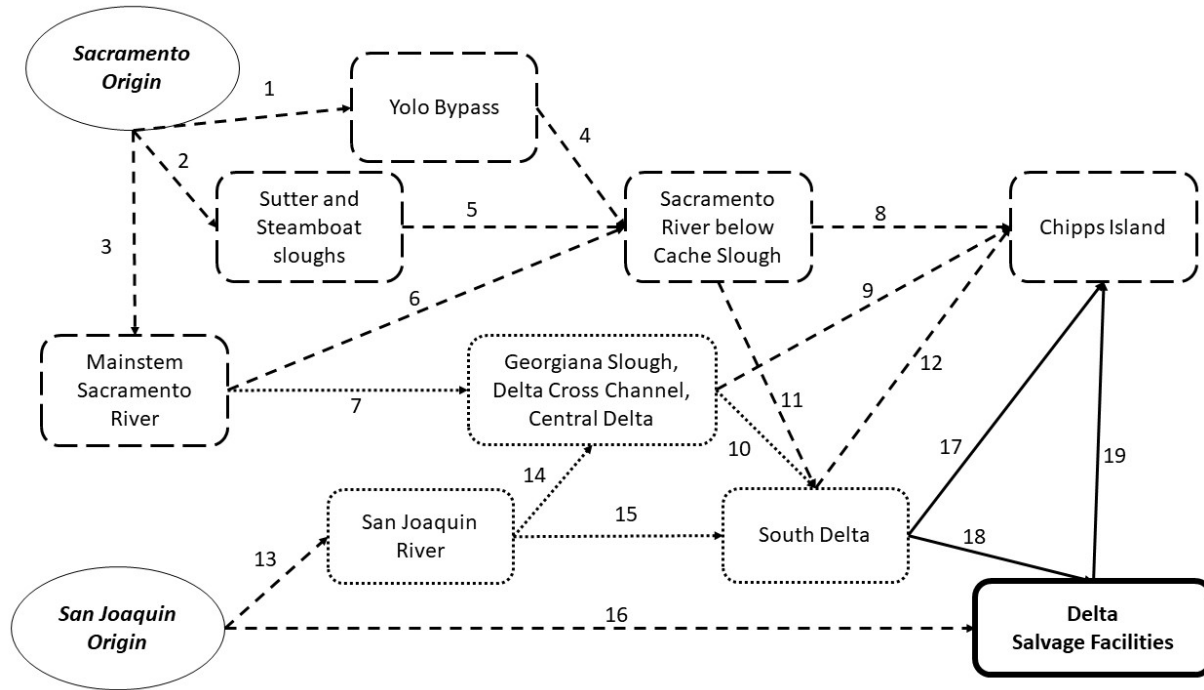 Sacramento
Origin
1
Yolo Bypass
4
2
Sutter and
Steamboat
sloughs
5
Sacramento
River below
Cache Slough
8
Chipps Island
3
6
9
Mainstem
Sacramento
River
7
Georgiana Slough,
Delta Cross Channel,
Central Delta
12
11
10
17
19
14
San Joaquin
River
15
South Delta
18
13
San Joaquin
Origin
16
Delta
Salvage Facilities